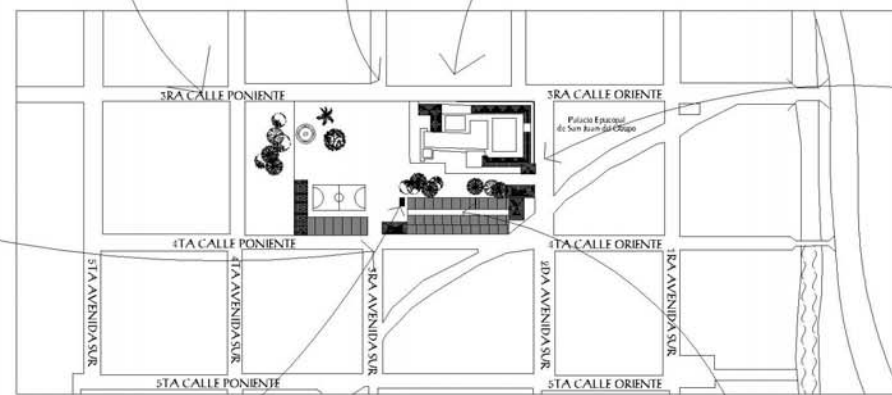 3RA CALLE PONIENTE
3RA CALLE ORIENTE
Palacio Episcopal
de San Juan del Obispo
4TA CALLE PONIENTE
4TA CALLE ORIENTE
5TA AVENIDA SUR
4TA AVENIDA SUR
3RA AVENIDA SUR
2DA AVENIDA SUR
1RA AVENIDA SUR
5TA CALLE PONIENTE
5TA CALLE ORIENTE